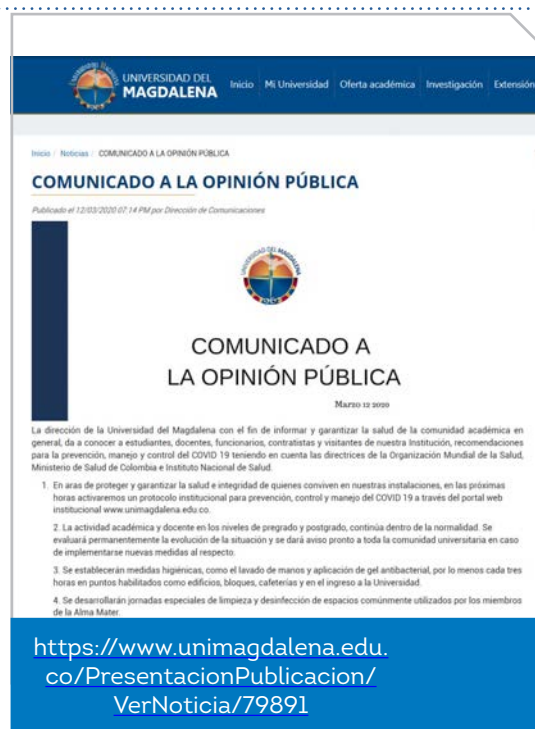 UNIVERSIDAD DEL
MAGDALENA
Inicio Mi Universidad Oferta académica Investigación Extensión
Inicio / Noticias / COMUNICADO A LA OPINIÓN PÚBLICA
COMUNICADO A LA OPINIÓN PÚBLICA
Publicado el 12/03/2020 07:14 PM por Dirección de Comunicaciones
COMUNICADO A
LA OPINIÓN PÚBLICA
Marzo 12 2020
La dirección de la Universidad del Magdalena con el fin de informar y garantizar la salud de la comunidad académica en
general, da a conocer a estudiantes, docentes, funcionarios, contratistas y visitantes de nuestra Institución, recomendaciones
para la prevención, manejo y control del COVID 19 teniendo en cuenta las directrices de la Organización Mundial de la Salud,
Ministerio de Salud de Colombia e Instituto Nacional de Salud.
1. En aras de proteger y garantizar la salud e integridad de quienes conviven en nuestras instalaciones, en las próximas
horas activaremos un protocolo institucional para prevención, control y manejo del COVID 19 a través del portal web
institucional www.unimagdalena.edu.co.
2. La actividad académica y docente en los niveles de pregrado y postgrado, continúa dentro de la normalidad. Se
evaluará permanentemente la evolución de la situación y se dará aviso pronto a toda la comunidad universitaria en caso
de implementarse nuevas medidas al respecto.
3. Se establecerán medidas higiénicas, como el lavado de manos y aplicación de gel antibacterial, por lo menos cada tres
horas en puntos habilitados como edificios, bloques, cafeterías y en el ingreso a la Universidad.
4. Se desarrollarán jornadas especiales de limpieza y desinfección de espacios comúnmente utilizados por los miembros
de la Alma Mater.
https://www.unimagdalena.edu.
co/PresentacionPublicacion/
VerNoticia/79891